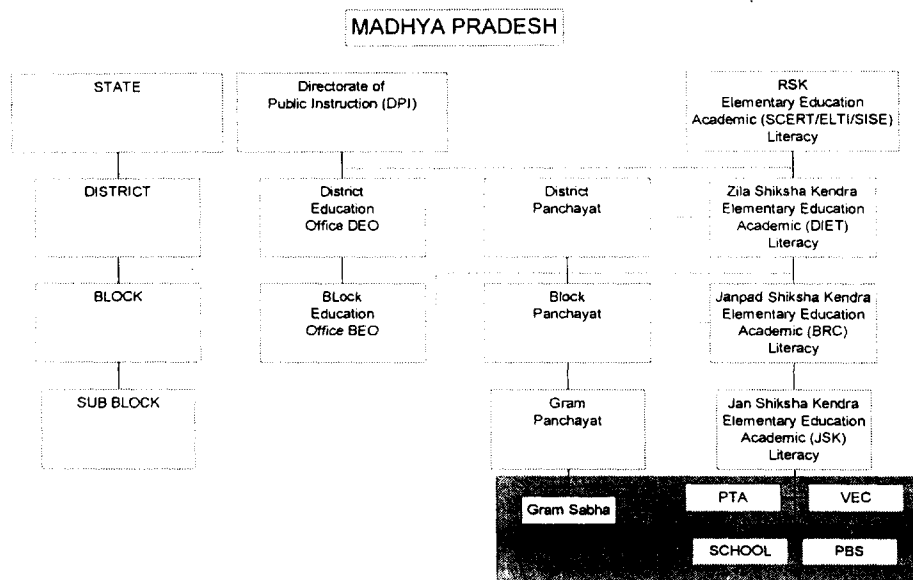 MADHYA PRADESH
STATE
Directorate of
Public Instruction (DPI)
RSK
Elementary Education
Academic (SCERT/ELTI/SISE)
Literacy
DISTRICT
District
Education
Office DEO
District
Panchayat
Zila Shiksha Kendra
Elementary Education
Academic (DIET)
Literacy
BLOCK
BLock
Education
Office BEO
Block
Panchayat
Janpad Shiksha Kendra
Elementary Education
Academic (BRC)
Literacy
SUB BLOCK
Gram
Panchayat
Jan Shiksha Kendra
Elementary Education
Academic (JSK)
Literacy
Gram Sabha
PTA
VEC
SCHOOL
PBS